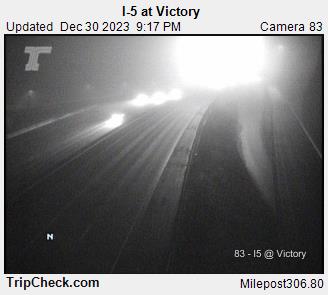 I-5 at Victory
Updated Dec 30 2023 9:17 PM Camera 83
T
N
83 - I5 @ Victory
TripCheck.com Milepost306.80